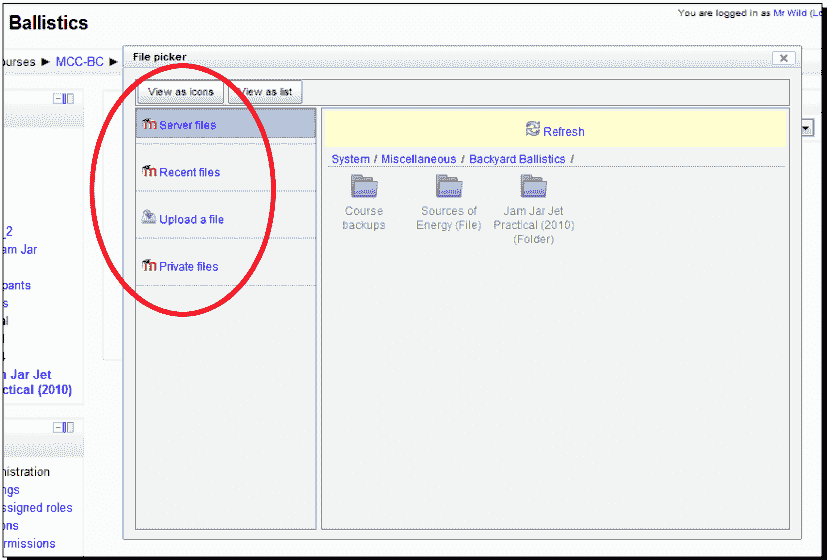 You are logged in as Mr Wild (Lo
Ballistics
ourses ► MCC-BC ►
File picker
View as icons
View as list
Server files
Recent files
Upload a file
Private files
Refresh
System / Miscellaneous / Backyard Ballistics /
Course
backups
Sources of
Energy (File)
Jam Jar Jet
Practical (2010)
(Folder)
_2
am Jar
pants
s
al
n Jar Jet
ctical (2010)
nistration
ngs
ssigned roles
ons
rmissions